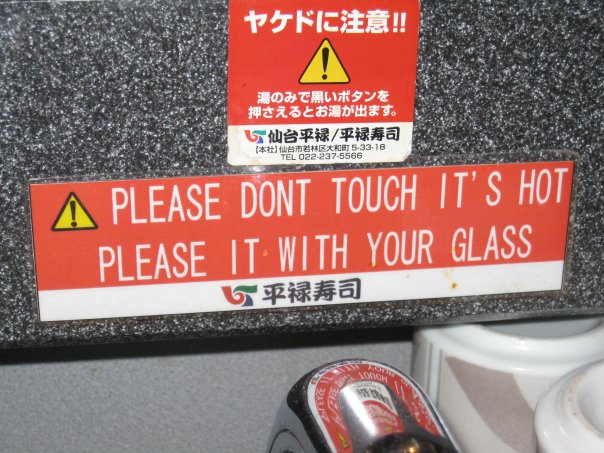 ヤケドに注意!!
湯のみで黒いボタンを
押さえるとお湯が出ます。
仙台平禄/平禄寿司
【本社】仙台市若林区大和町 5-33-18
TEL 022-237-5566
PLEASE DONT TOUCH IT'S HOT
PLEASE IT WITH YOUR GLASS
平禄寿司